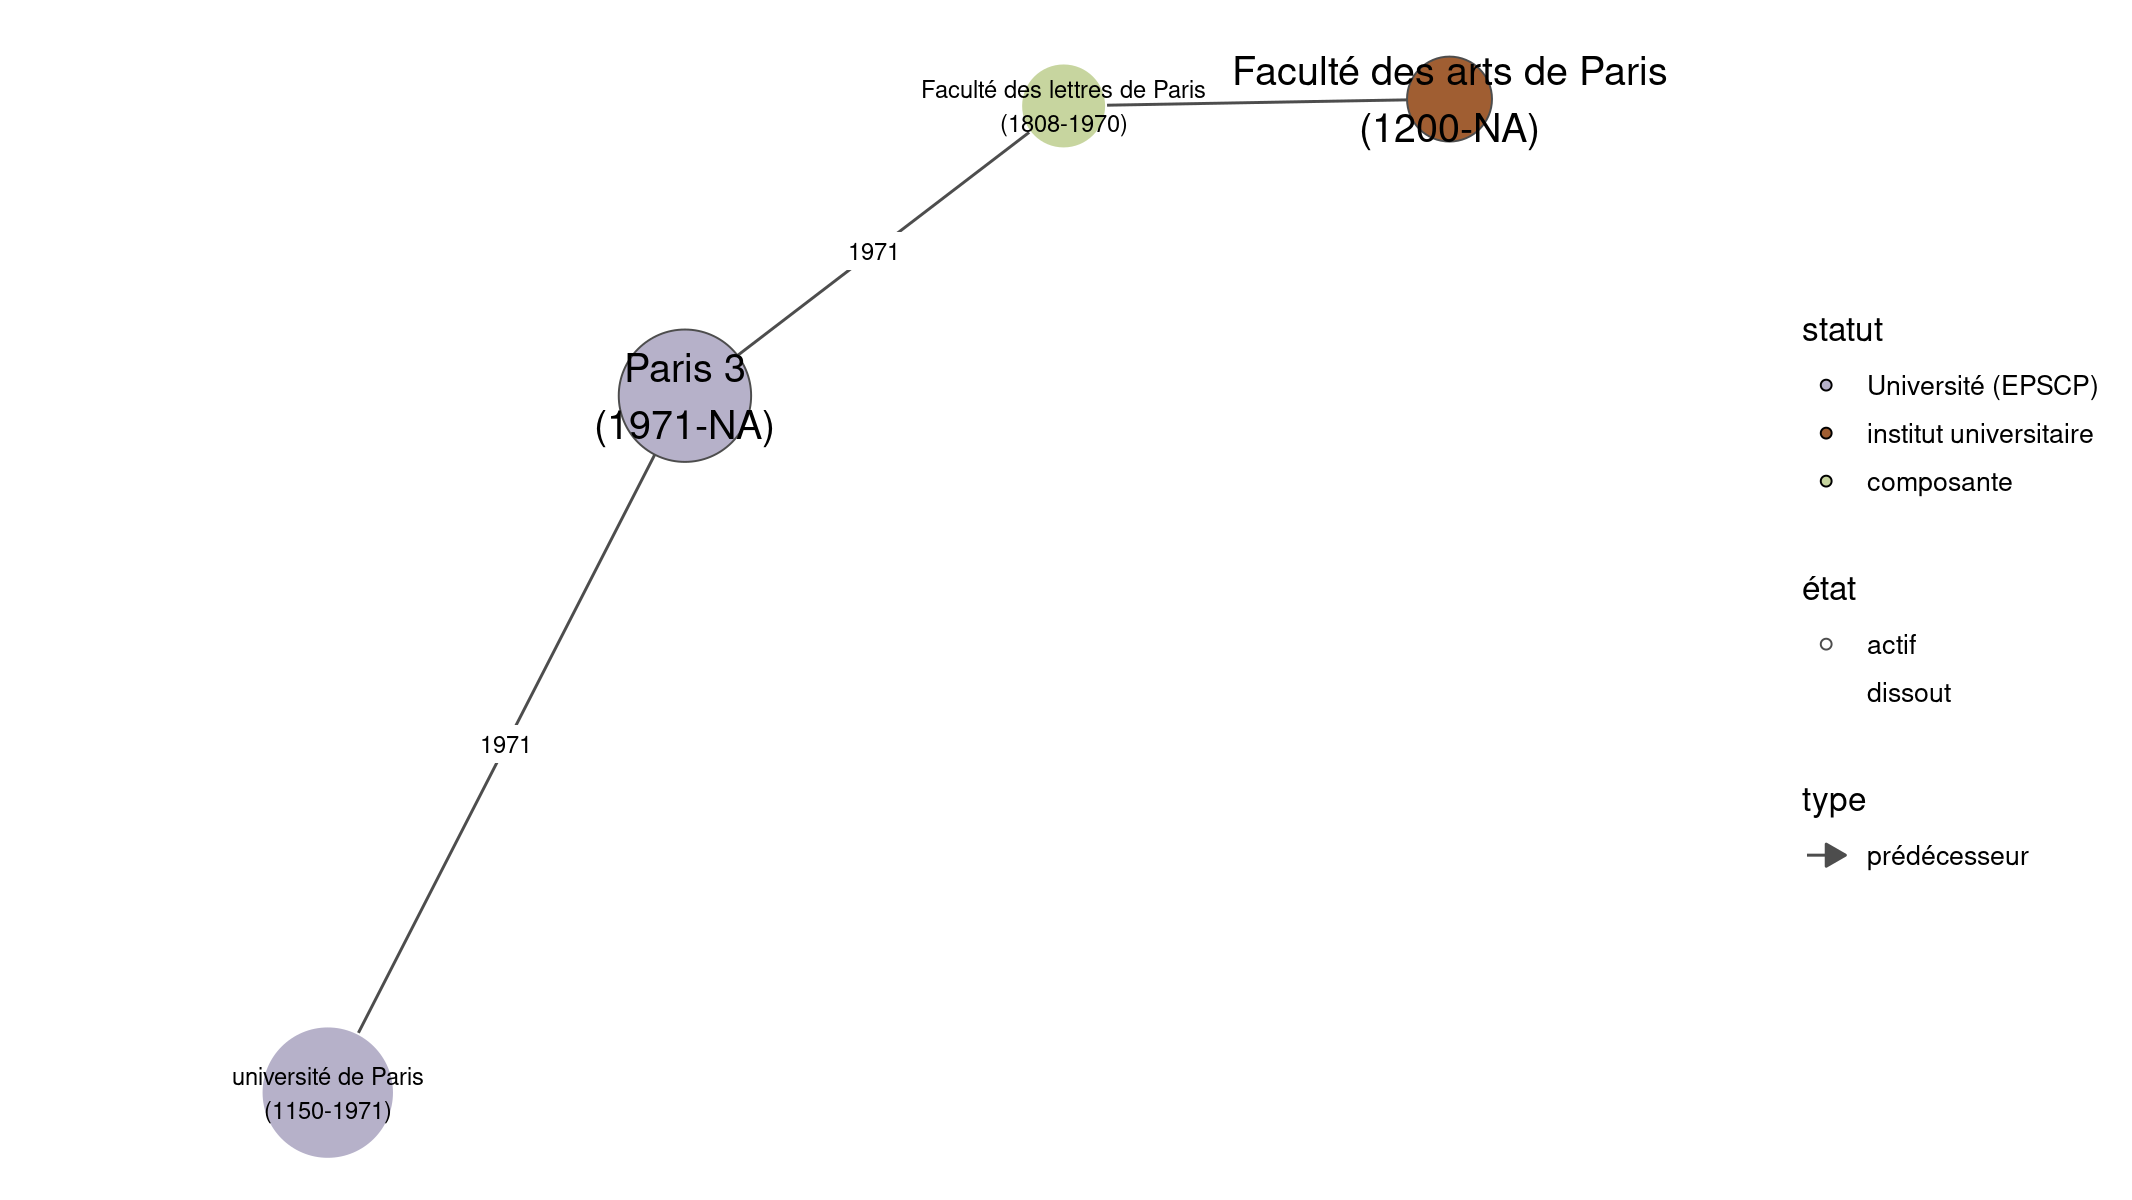 Faculté des lettres de Paris
(1808-1970)
Faculté des arts de Paris
(1200-NA)
1971
Paris 3
(1971-NA)
1971
université de Paris
(1150-1971)
statut
Université (EPSCP)
institut universitaire
composante
état
actif
dissout
type
prédécesseur